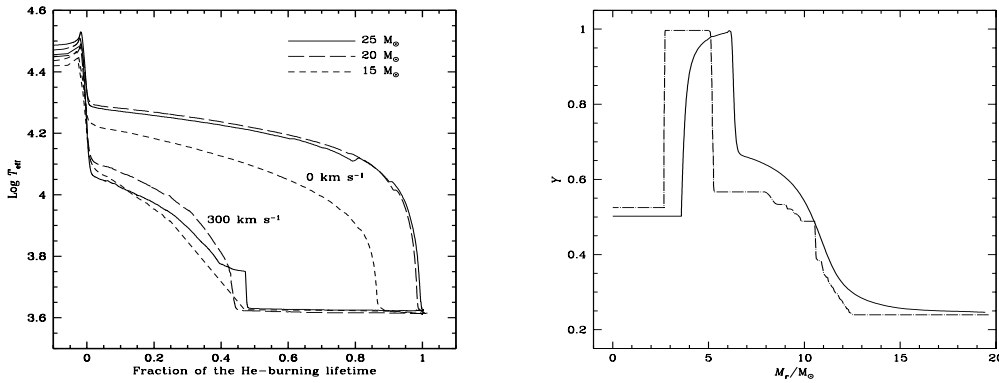 4.6
4.4
4.2
4
3.8
3.6
Log T_eff
25 M⊙
20 M⊙
15 M⊙
0 km s⁻¹
300 km s⁻¹
0 0.2 0.4 0.6 0.8 1
Fraction of the He−burning lifetime
1
0.8
0.6
0.4
0.2
Y
0 5 10 15 20
M_r/M⊙